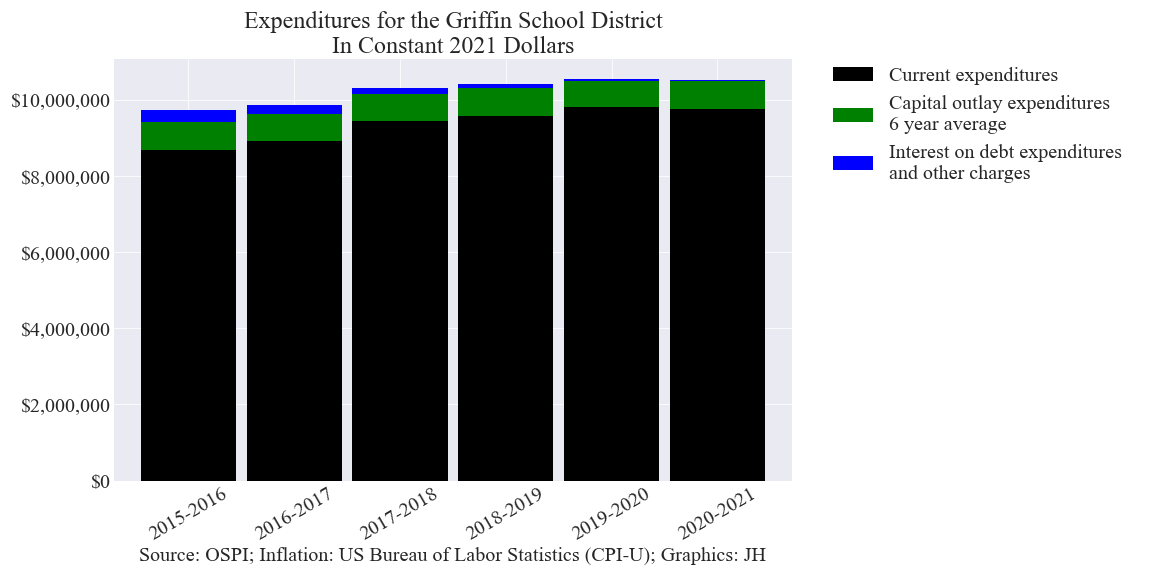 Expenditures for the Griffin School District
In Constant 2021 Dollars
$10,000,000
$8,000,000
$6,000,000
$4,000,000
$2,000,000
$0
2015-2016
2016-2017
2017-2018
2018-2019
2019-2020
2020-2021
Source: OSPI; Inflation: US Bureau of Labor Statistics (CPI-U); Graphics: JH
Current expenditures
Capital outlay expenditures
6 year average
Interest on debt expenditures
and other charges